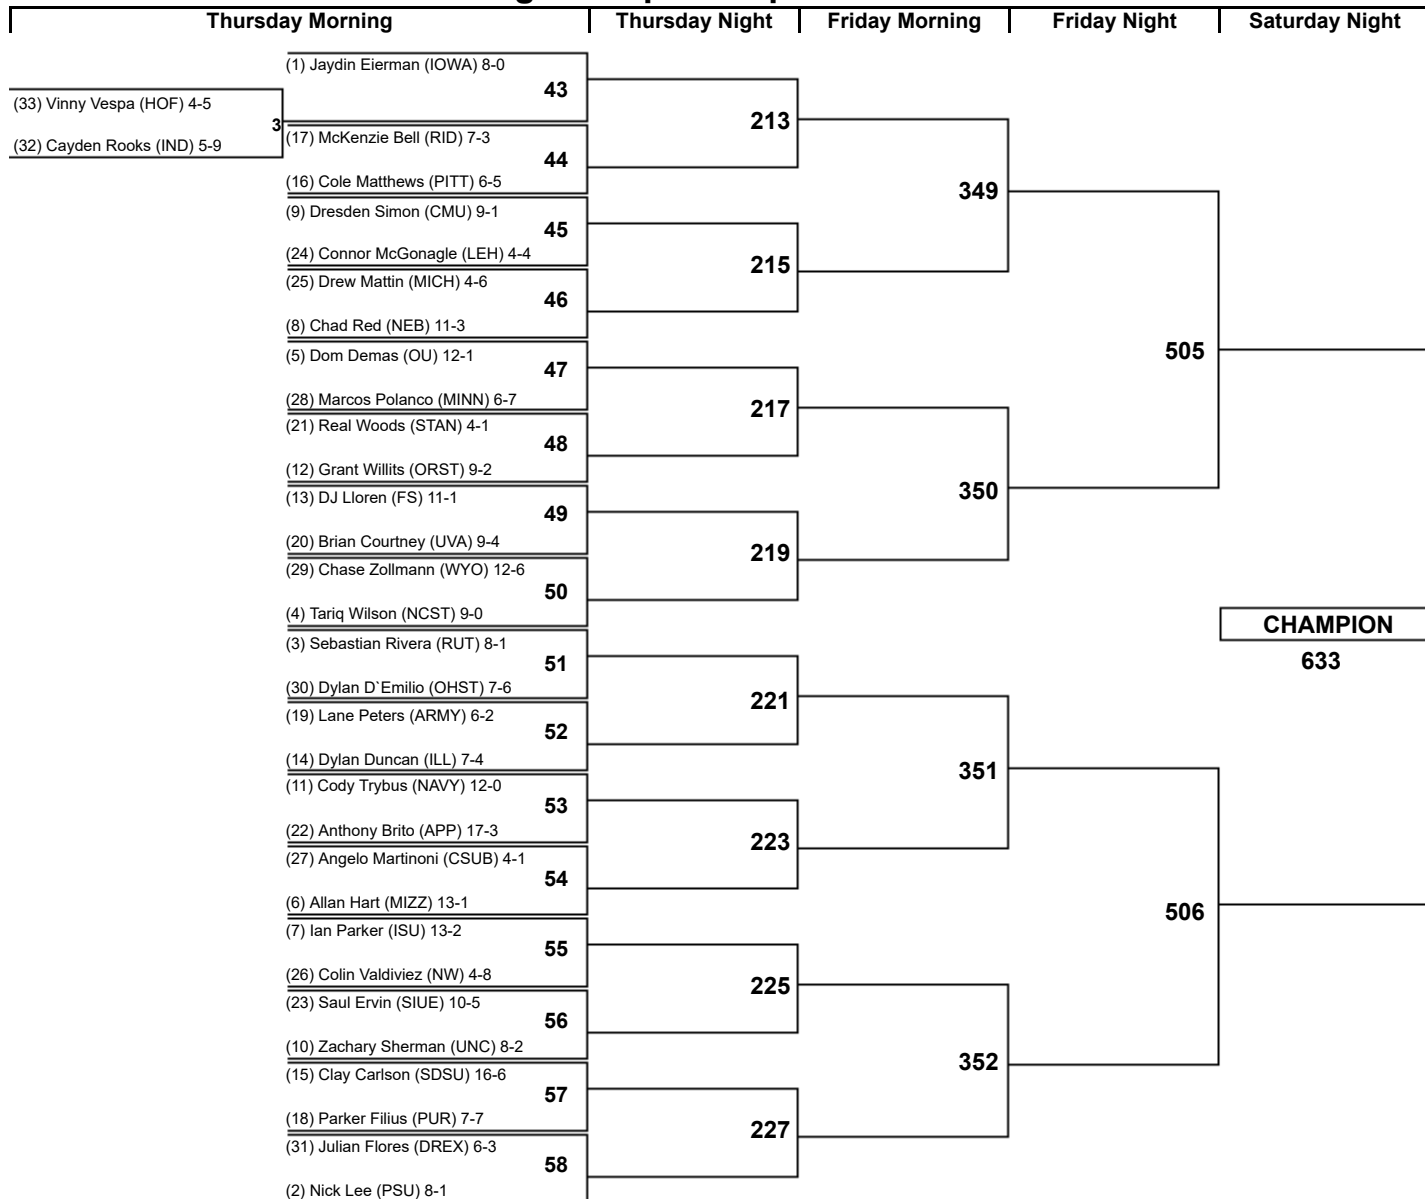 Thursday Morning Thursday Night Friday Morning Friday Night Saturday Night
(1) Jaydin Eierman (IOWA) 8-0
43
(33) Vinny Vespa (HOF) 4-5
3
(32) Cayden Rooks (IND) 5-9
(17) McKenzie Bell (RID) 7-3
44
(16) Cole Matthews (PITT) 6-5
(9) Dresden Simon (CMU) 9-1
45
(24) Connor McGonagle (LEH) 4-4
(25) Drew Mattin (MICH) 4-6
46
(8) Chad Red (NEB) 11-3
(5) Dom Demas (OU) 12-1
47
(28) Marcos Polanco (MINN) 6-7
(21) Real Woods (STAN) 4-1
48
(12) Grant Willits (ORST) 9-2
(13) DJ Lloren (FS) 11-1
49
(20) Brian Courtney (UVA) 9-4
(29) Chase Zollmann (WYO) 12-6
50
(4) Tariq Wilson (NCST) 9-0
(3) Sebastian Rivera (RUT) 8-1
51
(30) Dylan D`Emilio (OHST) 7-6
(19) Lane Peters (ARMY) 6-2
52
(14) Dylan Duncan (ILL) 7-4
(11) Cody Trybus (NAVY) 12-0
53
(22) Anthony Brito (APP) 17-3
(27) Angelo Martinoni (CSUB) 4-1
54
(6) Allan Hart (MIZZ) 13-1
(7) Ian Parker (ISU) 13-2
55
(26) Colin Valdiviez (NW) 4-8
(23) Saul Ervin (SIUE) 10-5
56
(10) Zachary Sherman (UNC) 8-2
(15) Clay Carlson (SDSU) 16-6
57
(18) Parker Filius (PUR) 7-7
(31) Julian Flores (DREX) 6-3
58
(2) Nick Lee (PSU) 8-1
213
215
217
219
221
223
225
227
349
350
351
352
505
506
CHAMPION
633